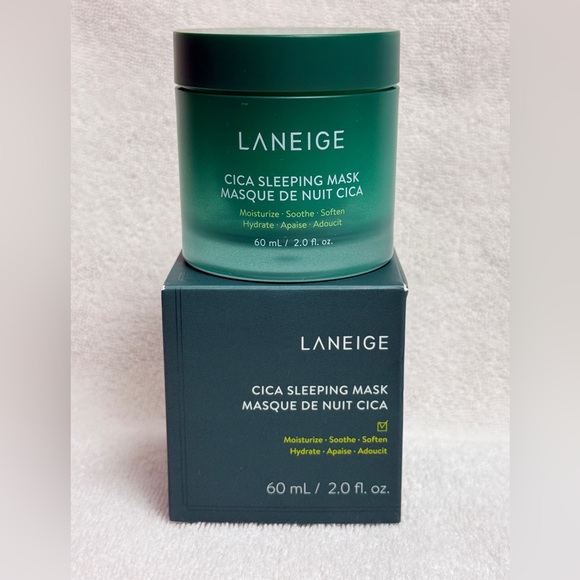 LANEIGE
CICA SLEEPING MASK
MASQUE DE NUIT CICA
Moisturize · Soothe · Soften
Hydrate · Apaise · Adoucit
60 mL / 2.0 fl. oz.
LANEIGE
CICA SLEEPING MASK
MASQUE DE NUIT CICA
Moisturize · Soothe · Soften
Hydrate · Apaise · Adoucit
60 mL / 2.0 fl. oz.